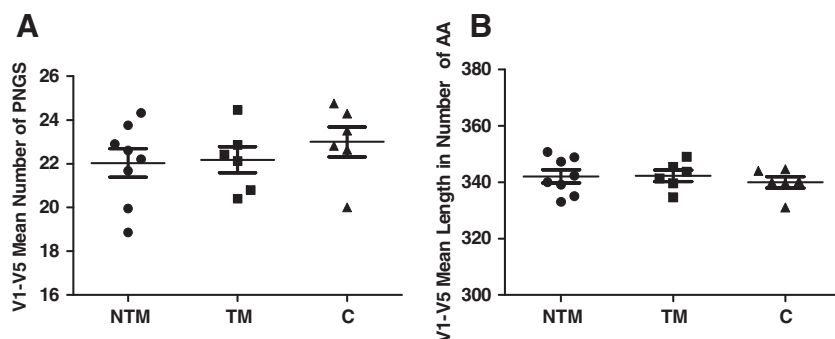 A
V1-V5 Mean Number of PNGS
26
24
22
20
18
16
NTM TM C
B
V1-V5 Mean Length in Number of AA
400
380
360
340
320
300
NTM TM C